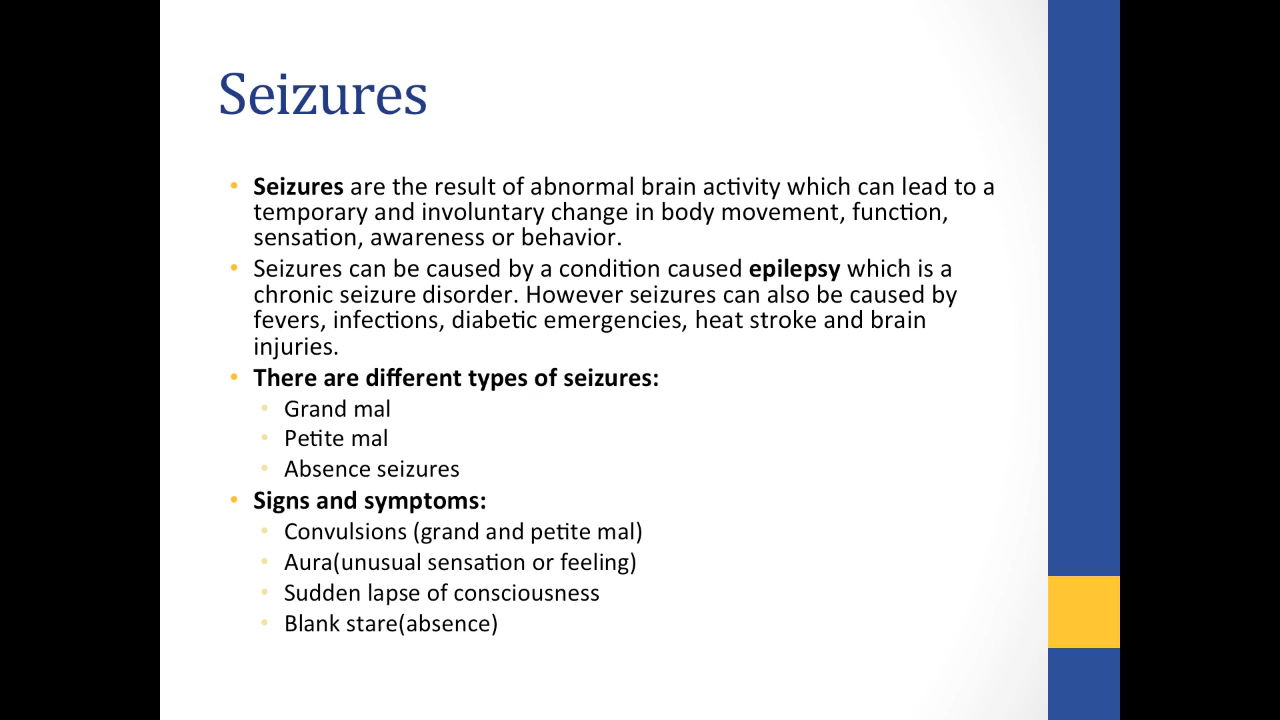 Seizures
• Seizures are the result of abnormal brain activity which can lead to a
temporary and involuntary change in body movement, function,
sensation, awareness or behavior.
• Seizures can be caused by a condition caused epilepsy which is a
chronic seizure disorder. However seizures can also be caused by
fevers, infections, diabetic emergencies, heat stroke and brain
injuries.
• There are different types of seizures:
• Grand mal
• Petite mal
• Absence seizures
• Signs and symptoms:
• Convulsions (grand and petite mal)
• Aura(unusual sensation or feeling)
• Sudden lapse of consciousness
• Blank stare(absence)